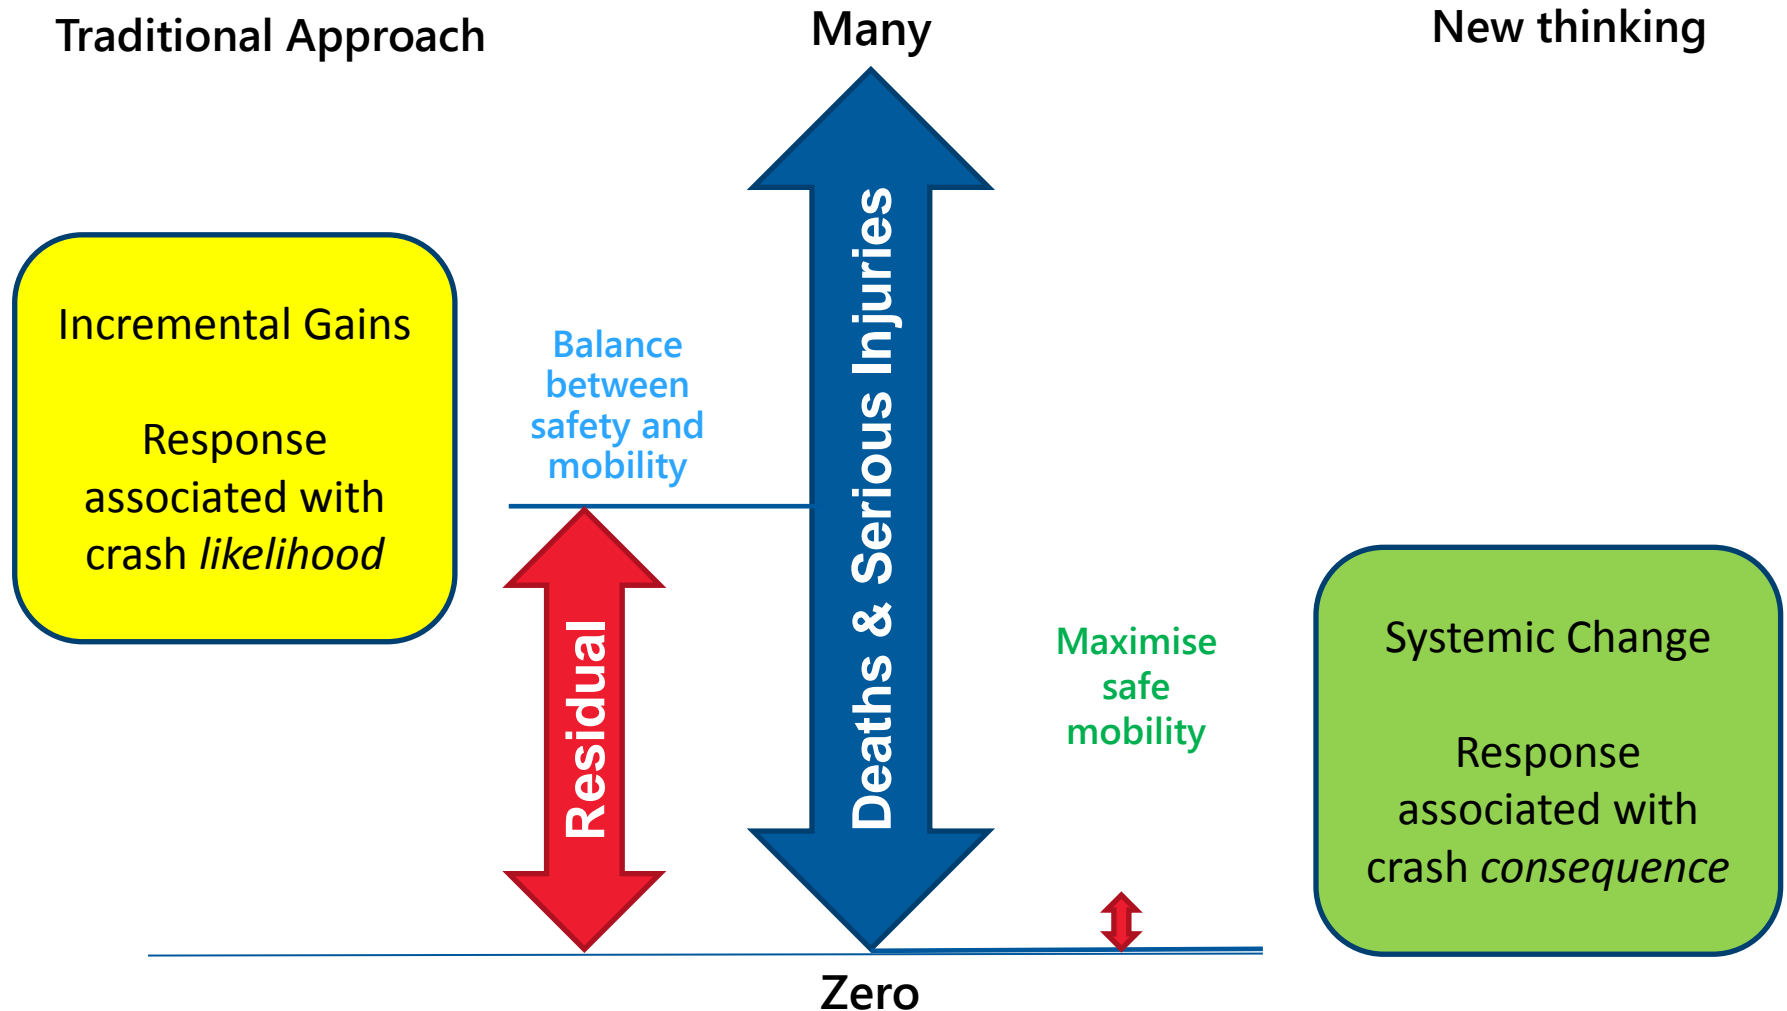 Traditional Approach
Many
New thinking
Incremental Gains
Response
associated with
crash likelihood
Balance
between
safety and
mobility
Residual
Deaths & Serious Injuries
Maximise
safe
mobility
Systemic Change
Response
associated with
crash consequence
Zero